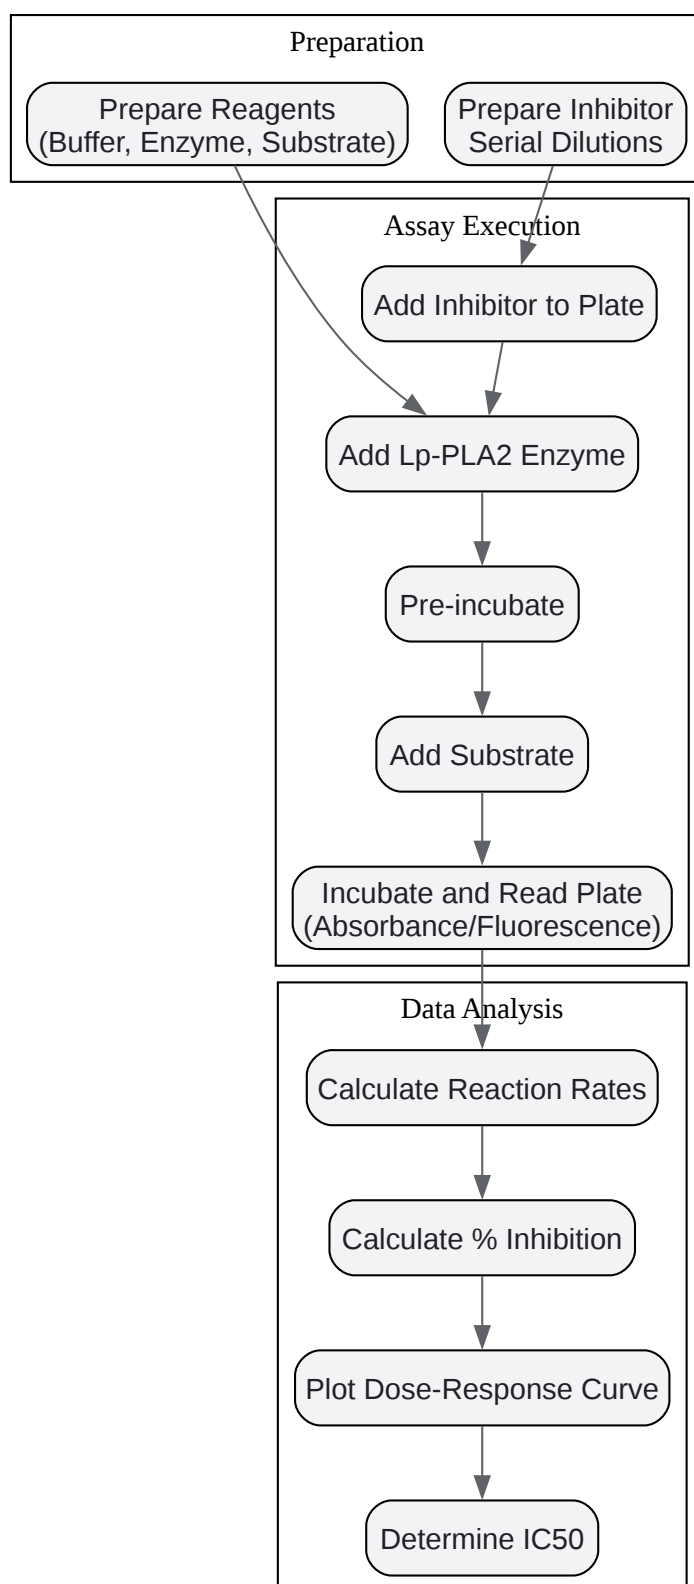 Preparation
Prepare Reagents
(Buffer, Enzyme, Substrate)
Prepare Inhibitor
Serial Dilutions
Assay Execution
Add Inhibitor to Plate
Add Lp-PLA2 Enzyme
Pre-incubate
Add Substrate
Incubate and Read Plate
(Absorbance/Fluorescence)
Data Analysis
Calculate Reaction Rates
Calculate % Inhibition
Plot Dose-Response Curve
Determine IC50